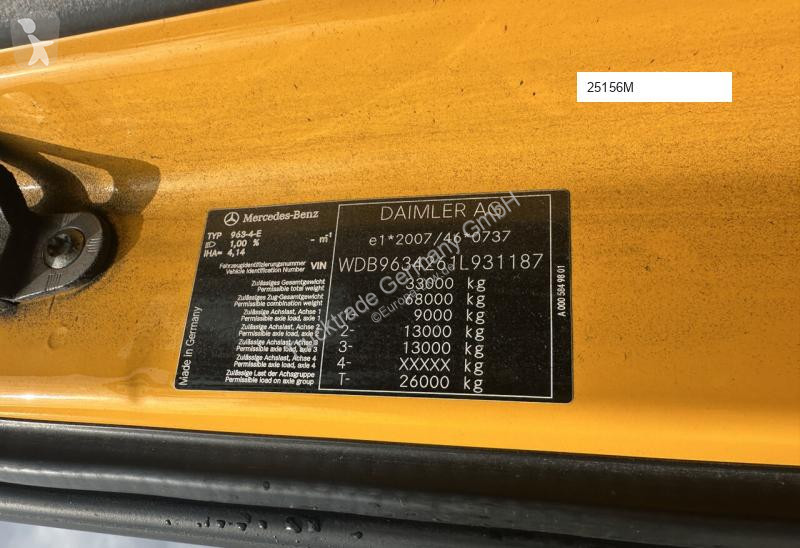 25156M
Mercedes-Benz
DAIMLER AG
TYP 963-4-E
1,00 % - m⁻¹
IHA= 4,14
e1*2007/46*0737
Fahrzeugidentifizierungsnummer
Vehicle Identification Number VIN
Zulässiges Gesamtgewicht
Permissible total weight
33000 kg
Zulässiges Zug-Gesamtgewicht
Permissible combination weight
68000 kg
Zulässige Achslast, Achse 1
Permissible axle load, axle 1
9000 kg
Zulässige Achslast, Achse 2
Permissible axle load, axle 2
2- 13000 kg
Zulässige Achslast, Achse 3
Permissible axle load, axle 3
3- 13000 kg
Zulässige Achslast, Achse 4
Permissible axle load, axle 4
4- XXXXX kg
Zulässige Last der Achsgruppe
Permissible load on axle group
T- 26000 kg
Made in Germany
A 000 584 98 01
trade Germany GmbH